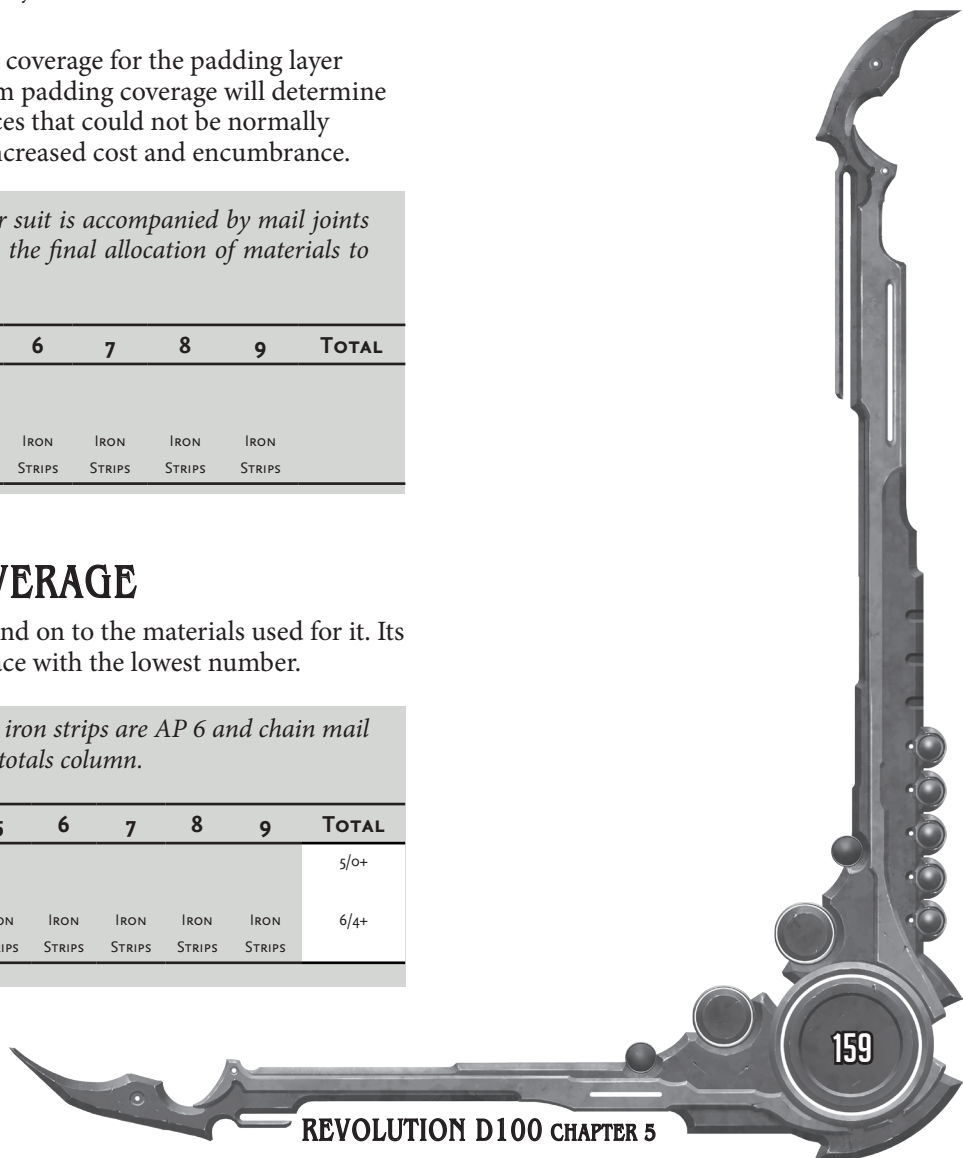 coverage for the padding layer
padding coverage will determine
that could not be normally
increased cost and encumbrance.
suit is accompanied by mail joints
the final allocation of materials to
6 7 8 9 Total
Iron Iron Iron Iron
Strips Strips Strips Strips
VERAGE
on to the materials used for it. Its
with the lowest number.
iron strips are AP 6 and chain mail
totals column.
6 7 8 9 Total
5/0+
Iron Iron Iron Iron 6/4+
Strips Strips Strips Strips
159
REVOLUTION D100 CHAPTER 5